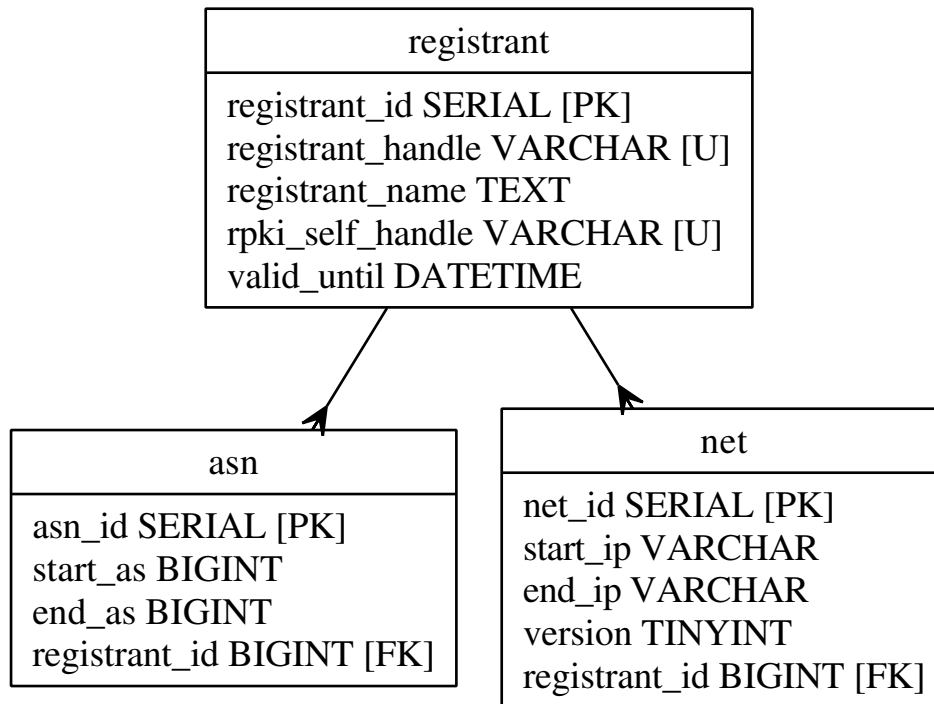 registrant
registrant_id SERIAL [PK]
registrant_handle VARCHAR [U]
registrant_name TEXT
rpki_self_handle VARCHAR [U]
valid_until DATETIME
asn
asn_id SERIAL [PK]
start_as BIGINT
end_as BIGINT
registrant_id BIGINT [FK]
net
net_id SERIAL [PK]
start_ip VARCHAR
end_ip VARCHAR
version TINYINT
registrant_id BIGINT [FK]